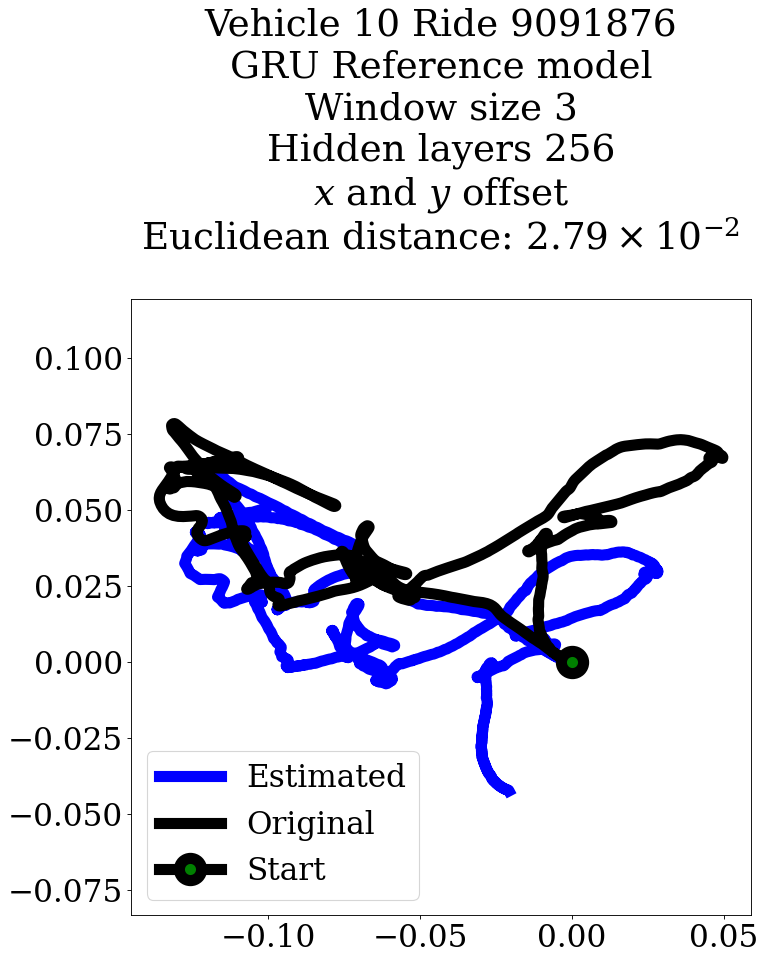 Vehicle 10 Ride 9091876
GRU Reference model
Window size 3
Hidden layers 256
x and y offset
Euclidean distance: 2.79 × 10⁻²
0.100
0.075
0.050
0.025
0.000
−0.025
−0.050
−0.075
Estimated
Original
Start
−0.10 −0.05 0.00 0.05